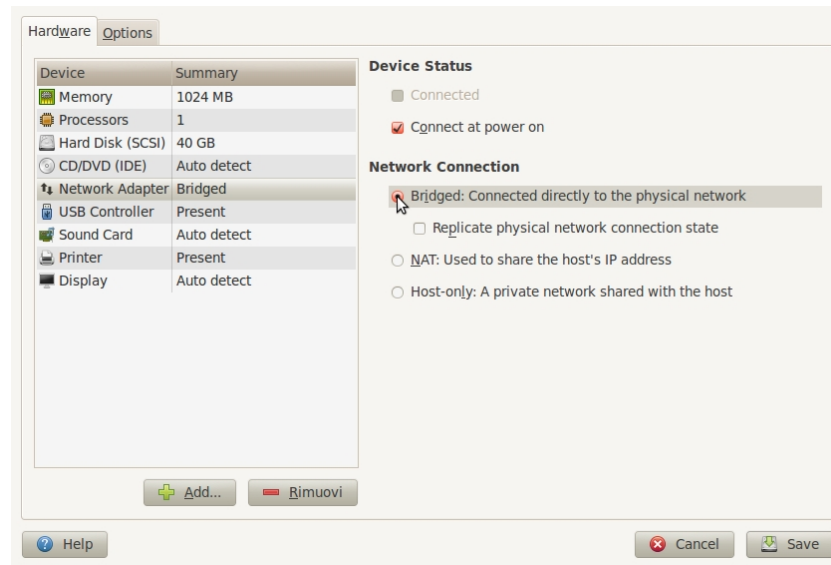 Hardware Options
Device Summary
Memory 1024 MB
Processors 1
Hard Disk (SCSI) 40 GB
CD/DVD (IDE) Auto detect
Network Adapter Bridged
USB Controller Present
Sound Card Auto detect
Printer Present
Display Auto detect
Add... Rimuovi
Device Status
Connected
Connect at power on
Network Connection
Bridged: Connected directly to the physical network
Replicate physical network connection state
NAT: Used to share the host's IP address
Host-only: A private network shared with the host
Help Cancel Save